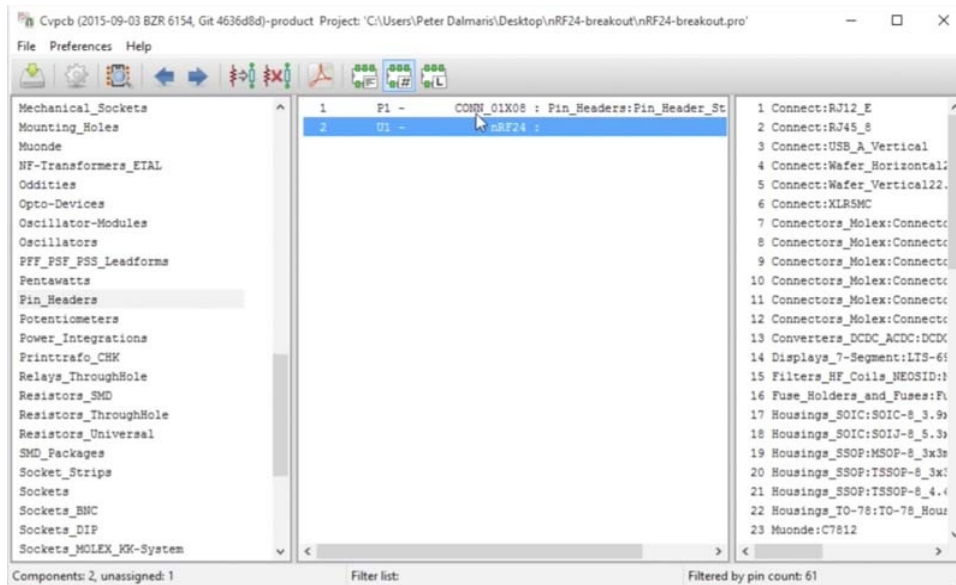 Cvpcb (2015-09-03 BZR 6154, Git 4636d8d)-product Project: 'C:\Users\Peter Dalmaris\Desktop\nRF24-breakout\nRF24-breakout.pro'
File Preferences Help
Mechanical_Sockets
Mounting_Holes
Muonde
NF-Transformers_ETAL
Oddities
Opto-Devices
Oscillator-Modules
Oscillators
PFF_PSF_PSS_Leadforms
Pentawatts
Pin_Headers
Potentiometers
Power_Integrations
Printtrafo_CHK
Relays_ThroughHole
Resistors_SMD
Resistors_ThroughHole
Resistors_Universal
SMD_Packages
Socket_Strips
Sockets
Sockets_BNC
Sockets_DIP
Sockets_MOLEX_KK-System
1 P1 - CONN_01X08 : Pin_Headers:Pin_Header_St
2 U1 - nRF24 :
1 Connect:RJ12_E
2 Connect:RJ45_8
3 Connect:USB_A_Vertical
4 Connect:Wafer_Horizontal2
5 Connect:Wafer_Vertical22.
6 Connect:XLR5MC
7 Connectors_Molex:Connecto
8 Connectors_Molex:Connecto
9 Connectors_Molex:Connecto
10 Connectors_Molex:Connecto
11 Connectors_Molex:Connecto
12 Connectors_Molex:Connecto
13 Converters_DCDC_ACDC:DCDC
14 Displays_7-Segment:LTS-69
15 Filters_HF_Coils_NEOSID:
16 Fuse_Holders_and_Fuses:Fu
17 Housings_SOIC:SOIC-8_3.9x
18 Housings_SOIC:SOIJ-8_5.3x
19 Housings_SSOP:MSOP-8_3x3m
20 Housings_SSOP:TSSOP-8_3x3
21 Housings_SSOP:TSSOP-8_4.4
22 Housings_TO-78:TO-78_Hous
23 Muonde:C7812
Components: 2, unassigned: 1
Filter list:
Filtered by pin count: 61